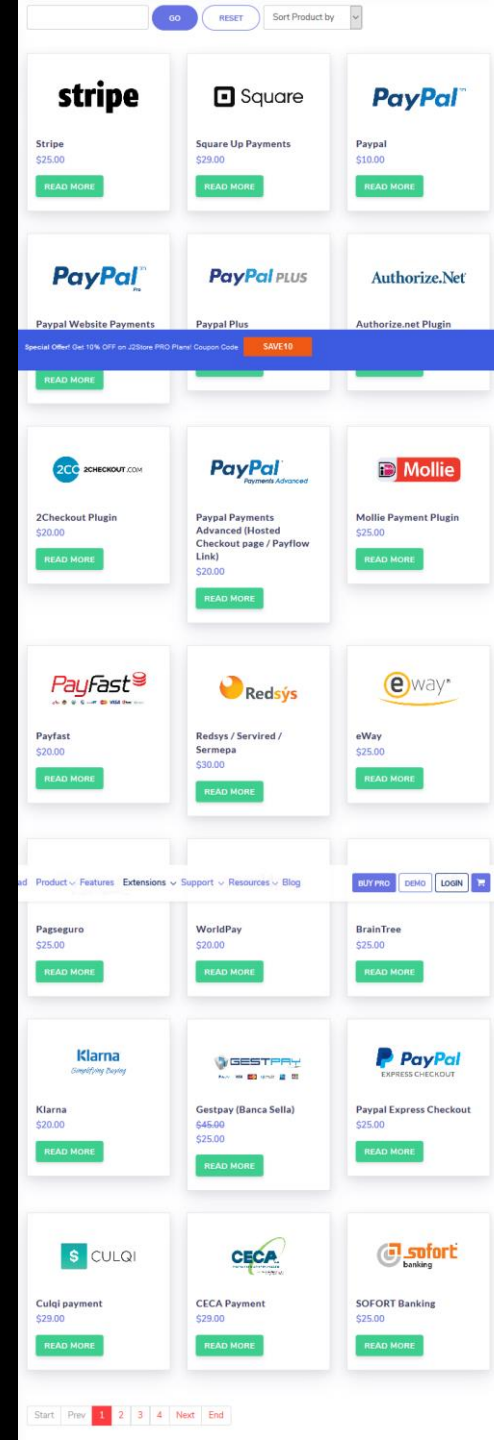 GO RESET Sort Product by
stripe Square PayPal™
Stripe Square Up Payments Paypal
$25.00 $29.00 $10.00
READ MORE READ MORE READ MORE
PayPal™ Pro PayPal PLUS Authorize.Net
Paypal Website Payments Paypal Plus Authorize.net Plugin
Special Offer! Get 10% OFF on J2Store PRO Plans! Coupon Code SAVE10
READ MORE
2CO 2CHECKOUT.COM PayPal Payments Advanced iD Mollie
2Checkout Plugin Paypal Payments Mollie Payment Plugin
$20.00 Advanced (Hosted $25.00
READ MORE Checkout page / Payflow READ MORE
Link)
$20.00
READ MORE
PayFast Redsýs eway
Payfast Redsys / Servired / eWay
$20.00 Sermepa $25.00
READ MORE $30.00 READ MORE
READ MORE
ad Product Features Extensions Support Resources Blog BUY PRO DEMO LOGIN
Pagseguro WorldPay BrainTree
$25.00 $20.00 $25.00
READ MORE READ MORE READ MORE
Klarna GESTPAY PayPal
Simplifying Buying EXPRESS CHECKOUT
Klarna Gestpay (Banca Sella) Paypal Express Checkout
$20.00 $45.00 $25.00
READ MORE $25.00 READ MORE
READ MORE
$ CULQI CECA sofort banking
Culqi payment CECA Payment SOFORT Banking
$29.00 $29.00 $25.00
READ MORE READ MORE READ MORE
Start Prev 1 2 3 4 Next End